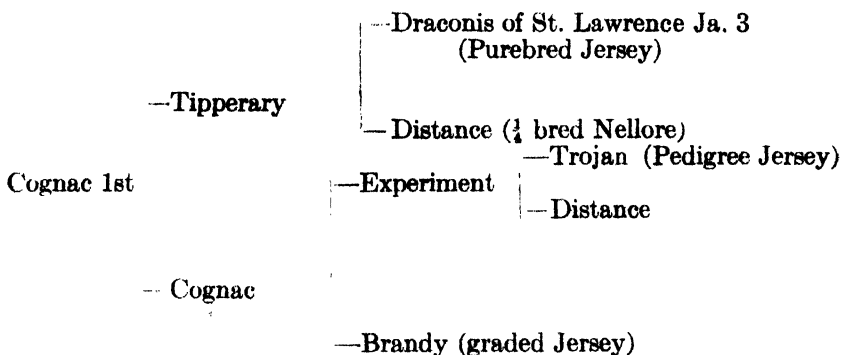 Draconis of St. Lawrence Ja. 3
(Purebred Jersey)
—Tipperary
—Distance (¼ bred Nellore)
—Trojan (Pedigree Jersey)
Cognac 1st
—Experiment
—Distance
—Cognac
—Brandy (graded Jersey)